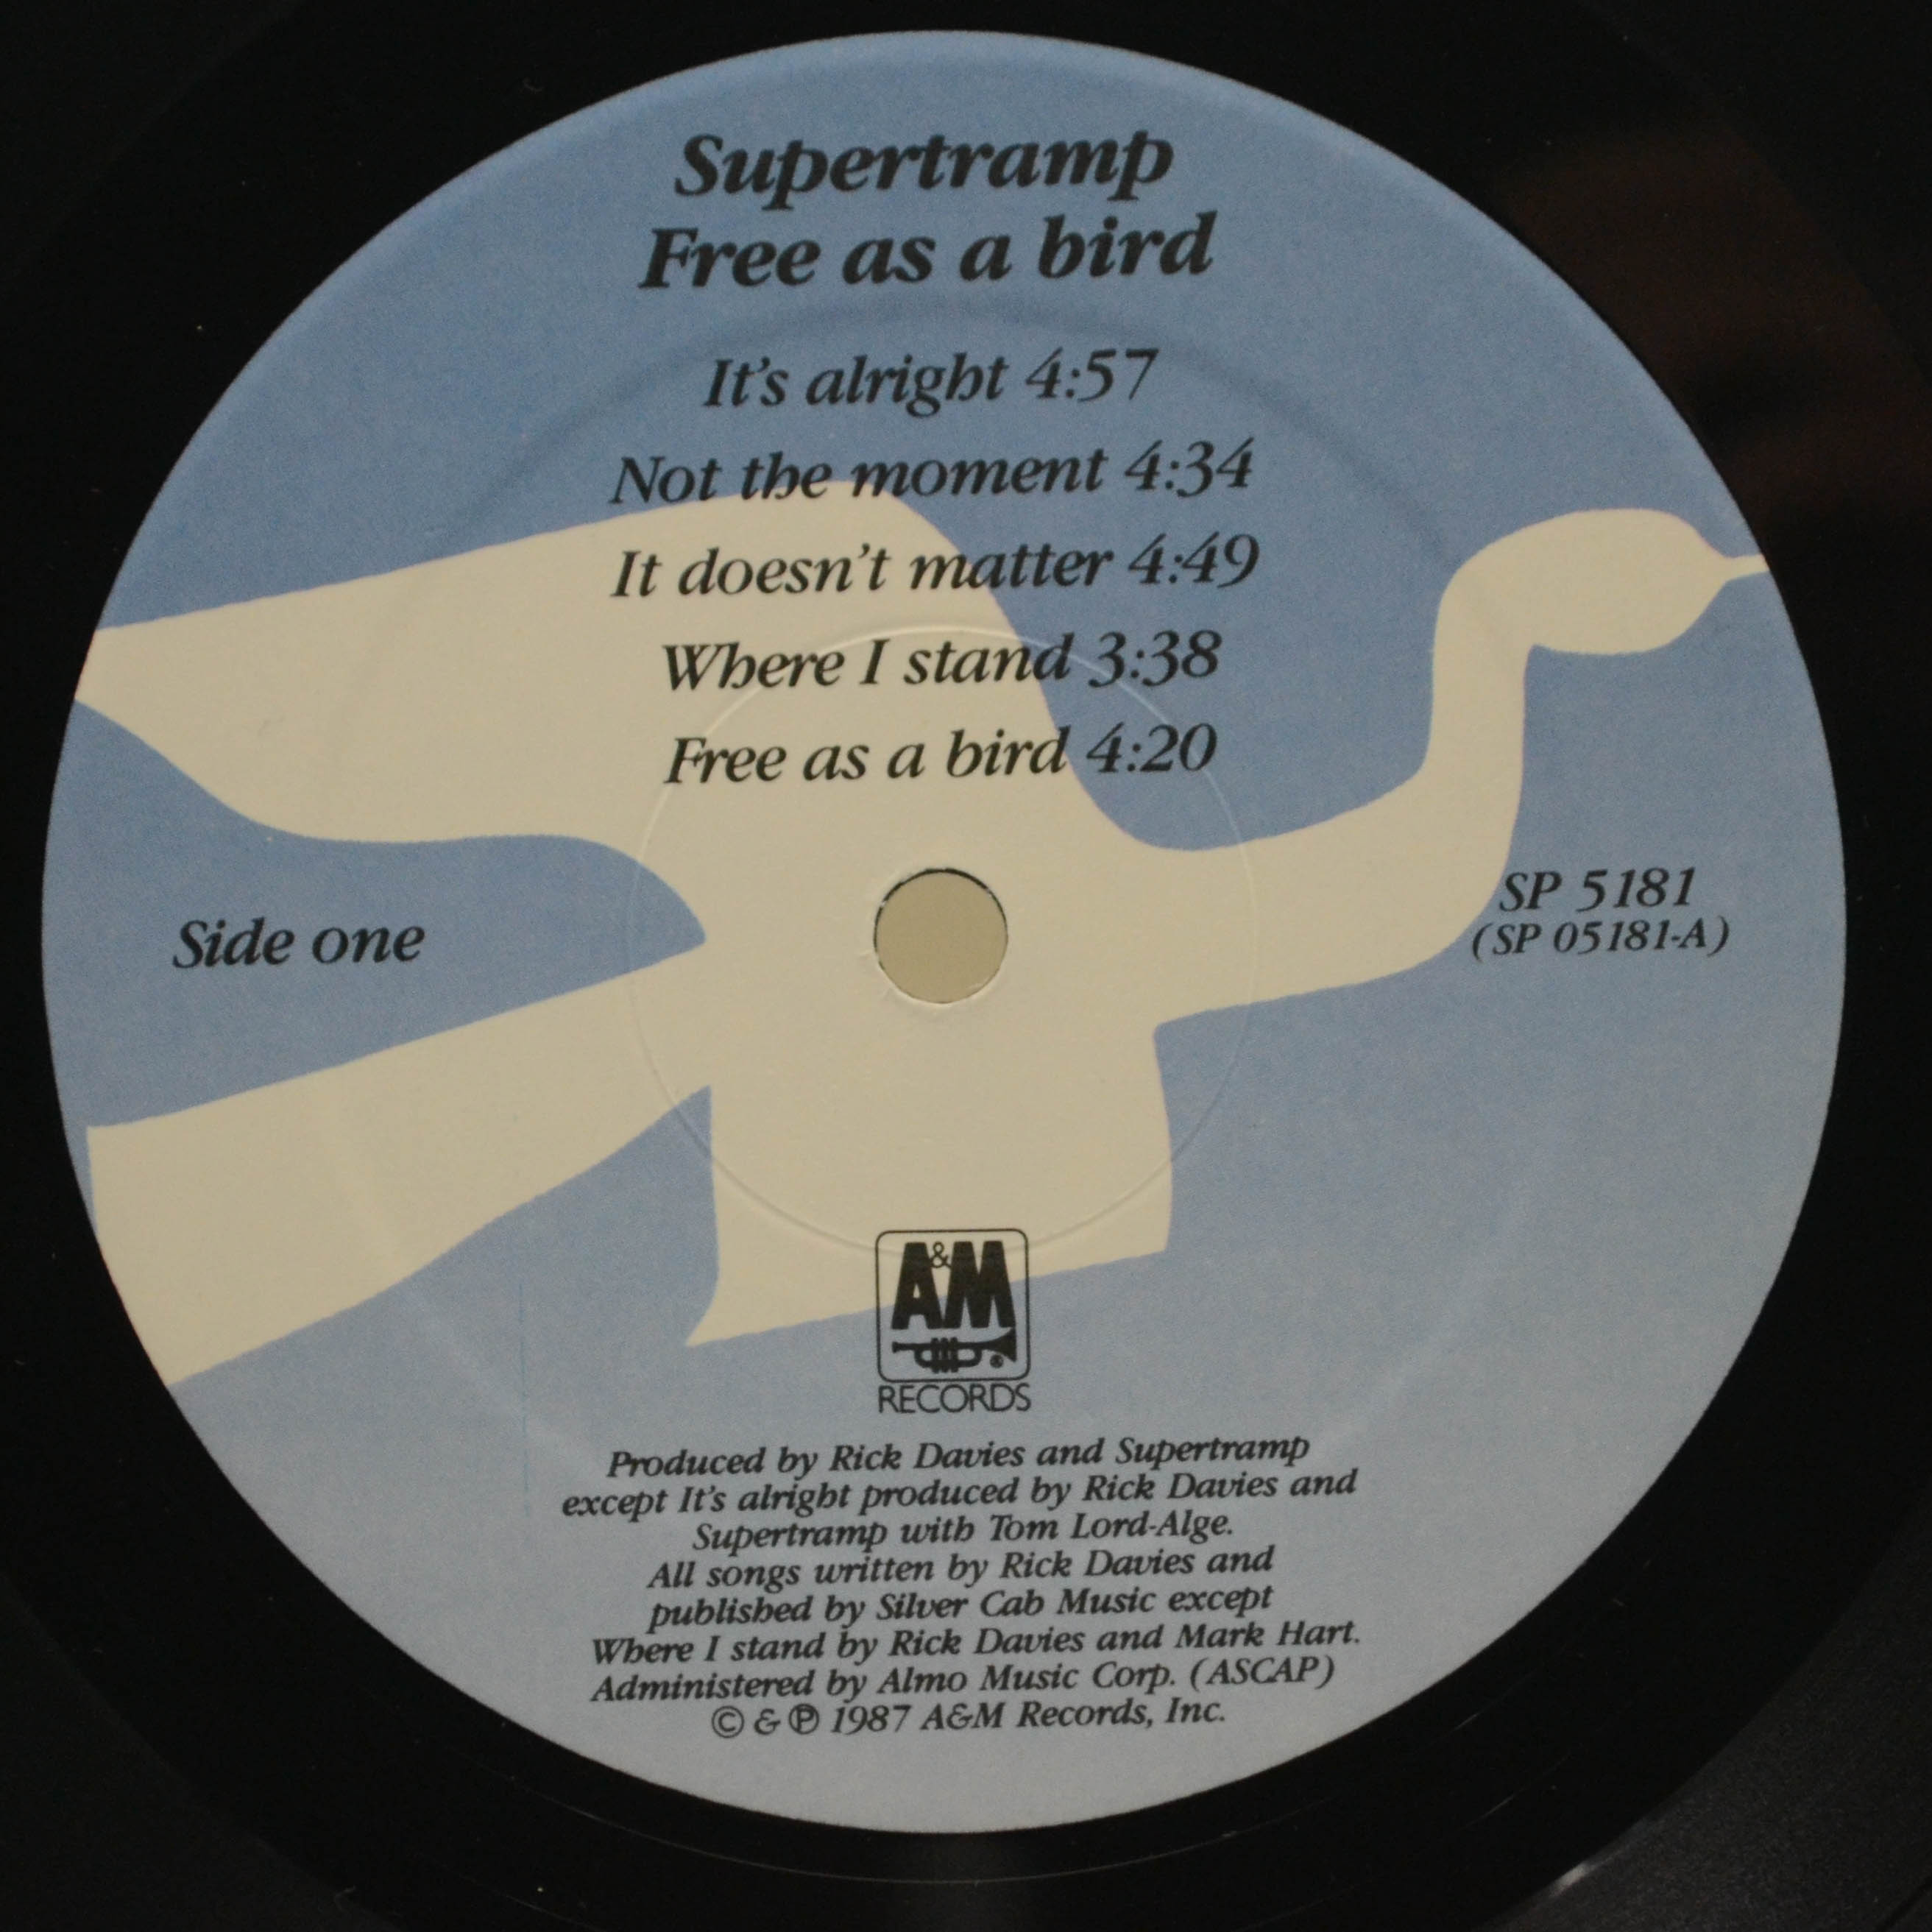 Supertramp
Free as a bird
It's alright 4:57
Not the moment 4:34
It doesn't matter 4:49
Where I stand 3:38
Free as a bird 4:20
Side one
SP 5181
(SP 05181-A)
A&M
®
RECORDS
Produced by Rick Davies and Supertramp
except It's alright produced by Rick Davies and
Supertramp with Tom Lord-Alge.
All songs written by Rick Davies and
published by Silver Cab Music except
Where I stand by Rick Davies and Mark Hart.
Administered by Almo Music Corp. (ASCAP)
© & ℗ 1987 A&M Records, Inc.